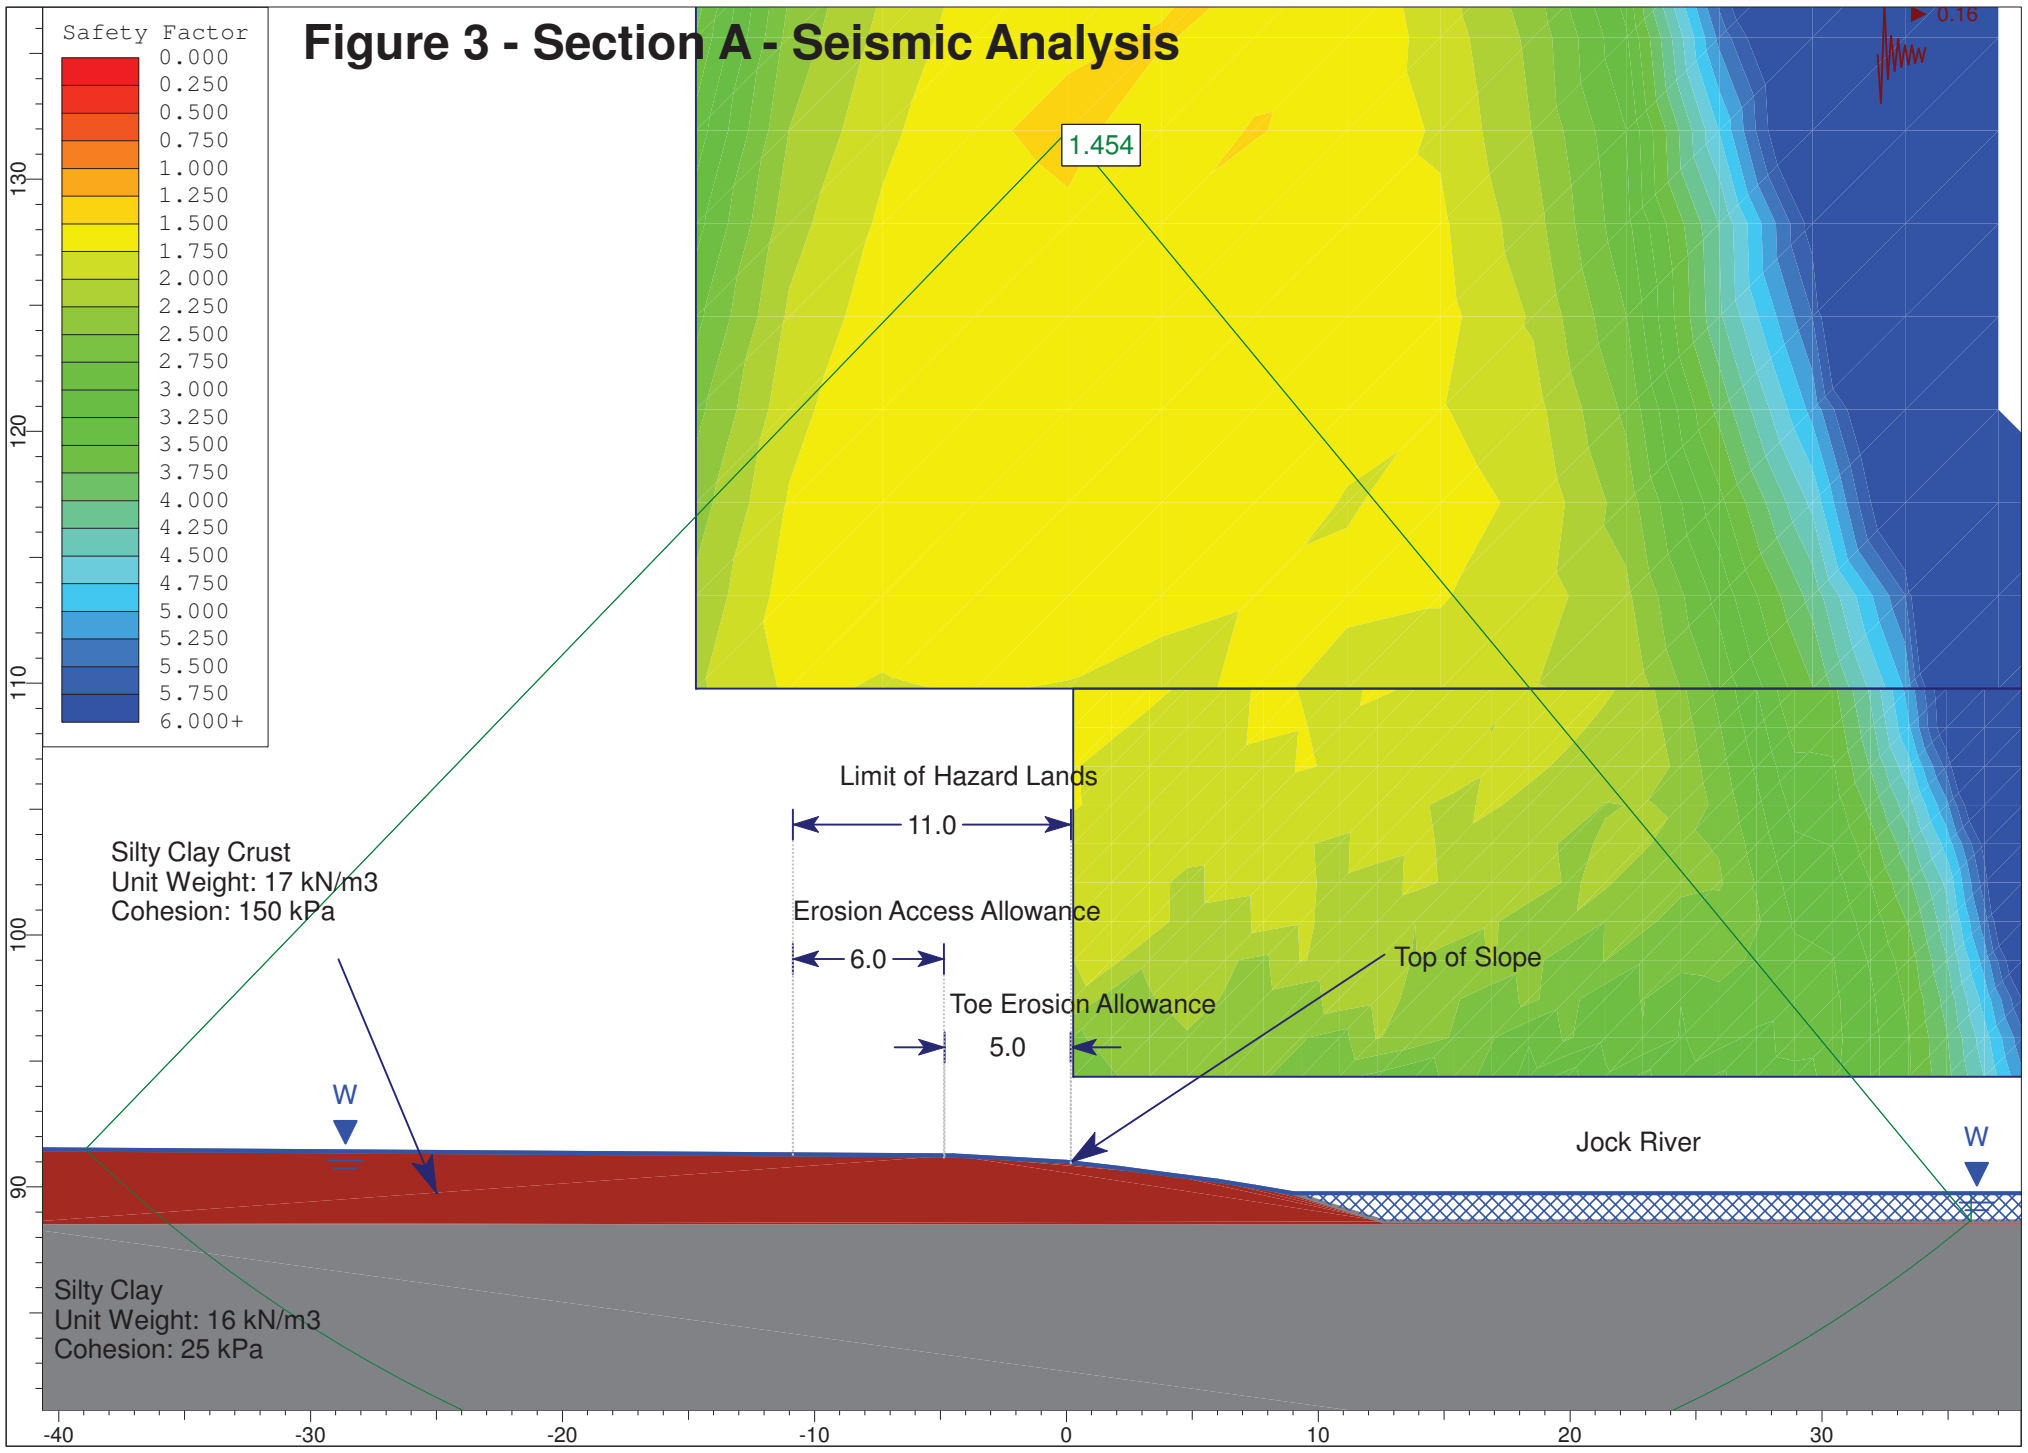 Figure 3 - Section A - Seismic Analysis
0.16
Safety Factor
0.000
0.250
0.500
0.750
1.000
1.250
1.500
1.750
2.000
2.250
2.500
2.750
3.000
3.250
3.500
3.750
4.000
4.250
4.500
4.750
5.000
5.250
5.500
5.750
6.000+
1.454
130
120
110
100
90
Limit of Hazard Lands
11.0
Silty Clay Crust
Unit Weight: 17 kN/m3
Cohesion: 150 kPa
Erosion Access Allowance
6.0
Top of Slope
Toe Erosion Allowance
5.0
W
Jock River
W
Silty Clay
Unit Weight: 16 kN/m3
Cohesion: 25 kPa
-40
-30
-20
-10
0
10
20
30